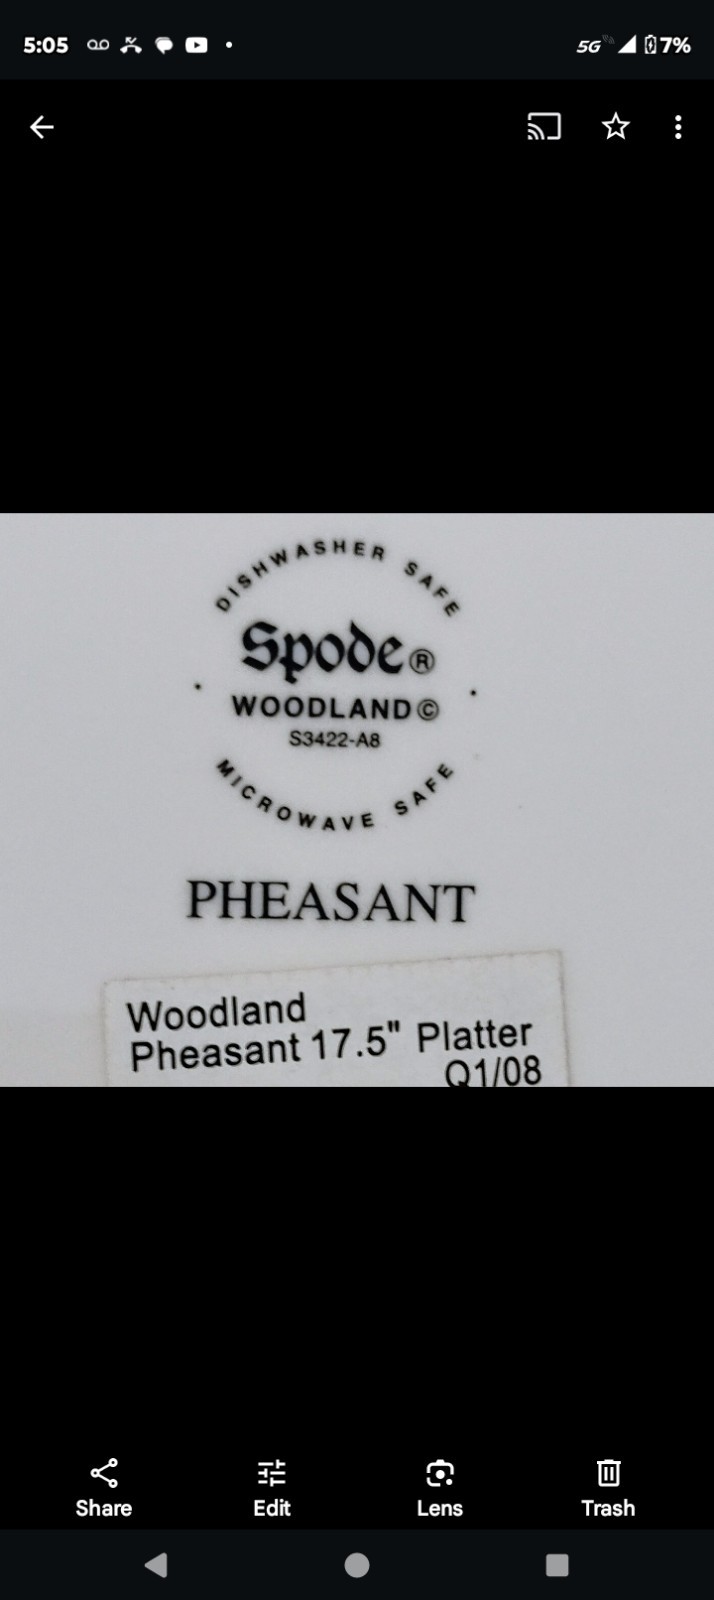 5:05 5G 7%
DISHWASHER SAFE
Spode®
WOODLAND©
S3422-A8
MICROWAVE SAFE
PHEASANT
Woodland
Pheasant 17.5" Platter
Q1/08
Share Edit Lens Trash